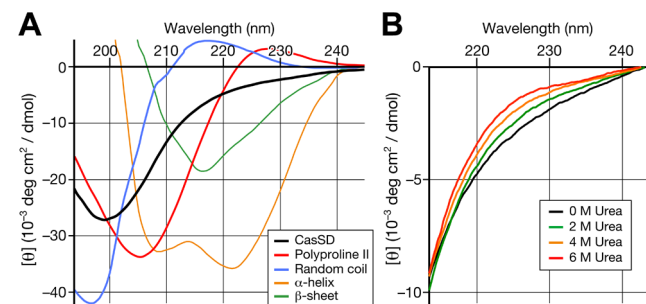 A
Wavelength (nm)
200 210 220 230 240
0
−10
−20
−30
−40
[θ] (10⁻³ deg cm² / dmol)
CasSD
Polyproline II
Random coil
α-helix
β-sheet
B
Wavelength (nm)
220 230 240
0
−5
−10
[θ] (10⁻³ deg cm² / dmol)
0 M Urea
2 M Urea
4 M Urea
6 M Urea